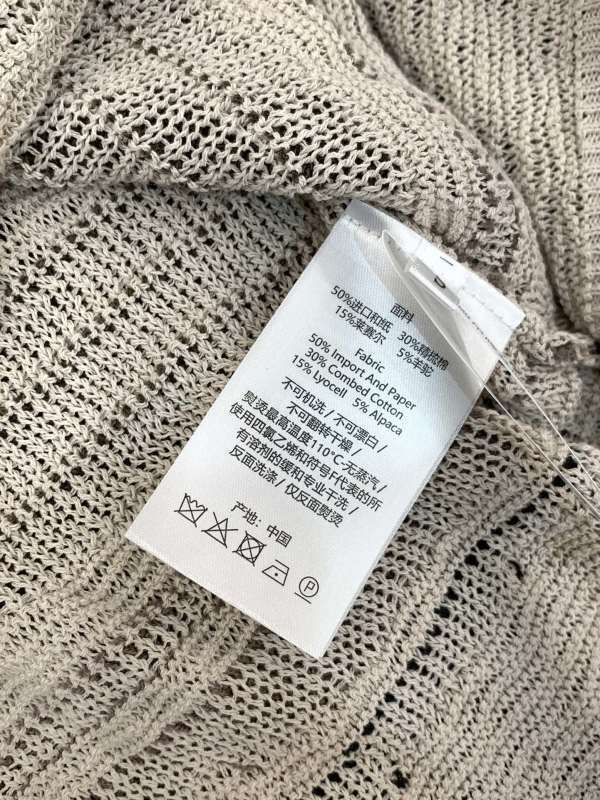 面料
50%进口和纸 30%精梳棉
15%莱赛尔 5%羊驼
Fabric
50% Import And Paper
30% Combed Cotton
15% Lyocell 5% Alpaca
不可机洗 / 不可漂白 /
不可翻转干燥 /
熨烫最高温度110°C·无蒸汽 /
使用四氯乙烯和符号F代表的所
有溶剂的缓和专业干洗 /
反面洗涤 / 仅反面熨烫
产地: 中国
P